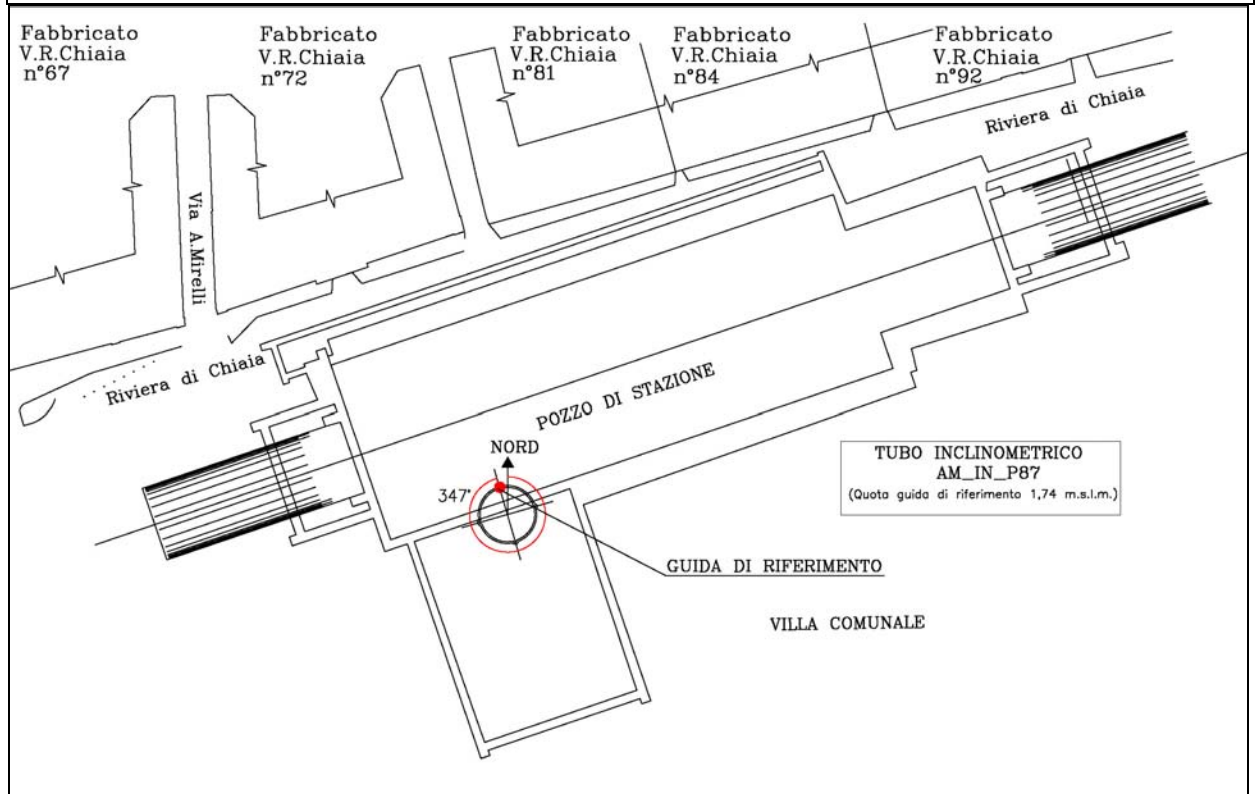 Fabbricato
V.R.Chiaia
n°67
Fabbricato
V.R.Chiaia
n°72
Fabbricato
V.R.Chiaia
n°81
Fabbricato
V.R.Chiaia
n°84
Fabbricato
V.R.Chiaia
n°92
Riviera di Chiaia
Via A.Mirelli
Riviera di Chiaia
POZZO DI STAZIONE
NORD
347°
TUBO INCLINOMETRICO
AM_IN_P87
(Quota guida di riferimento 1,74 m.s.l.m.)
GUIDA DI RIFERIMENTO
VILLA COMUNALE